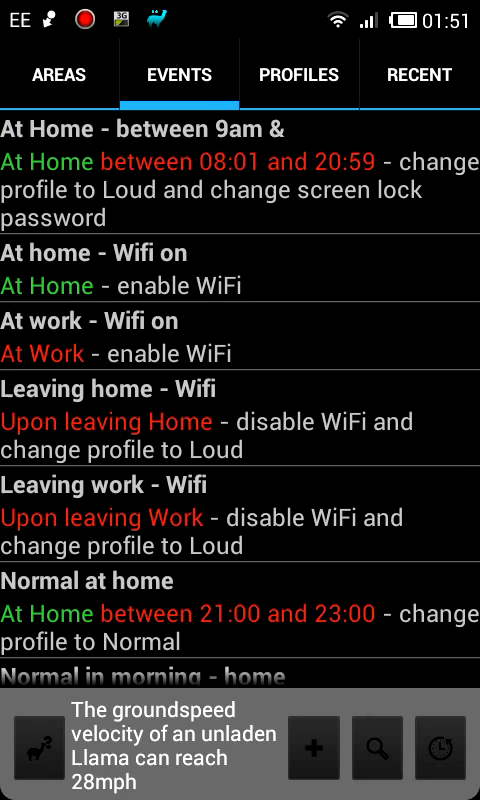 EE 3G 01:51
AREAS EVENTS PROFILES RECENT
At Home - between 9am &
At Home between 08:01 and 20:59 - change
profile to Loud and change screen lock
password
At home - Wifi on
At Home - enable WiFi
At work - Wifi on
At Work - enable WiFi
Leaving home - Wifi
Upon leaving Home - disable WiFi and
change profile to Loud
Leaving work - Wifi
Upon leaving Work - disable WiFi and
change profile to Loud
Normal at home
At Home between 21:00 and 23:00 - change
profile to Normal
Normal in morning - home
The groundspeed
velocity of an unladen
Llama can reach
28mph